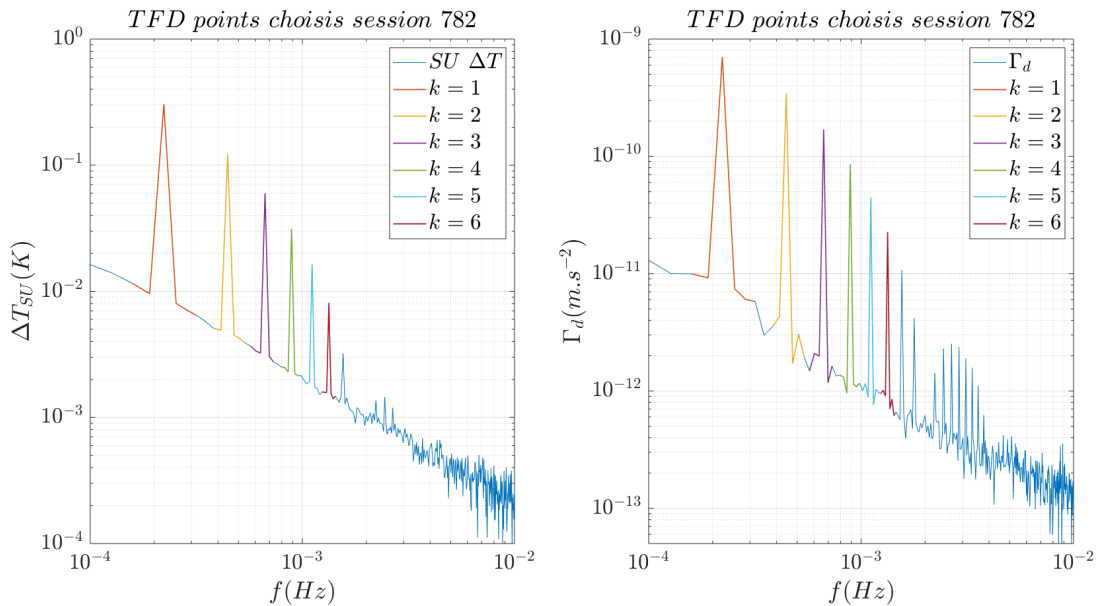 TFD points choisis session 782
10^0
10^{-1}
10^{-2}
10^{-3}
10^{-4}
ΔT_{SU}(K)
SU ΔT
k = 1
k = 2
k = 3
k = 4
k = 5
k = 6
10^{-4}
10^{-3}
10^{-2}
f(Hz)
TFD points choisis session 782
10^{-9}
10^{-10}
10^{-11}
10^{-12}
10^{-13}
Γ_d(m.s^{-2})
Γ_d
k = 1
k = 2
k = 3
k = 4
k = 5
k = 6
10^{-4}
10^{-3}
10^{-2}
f(Hz)